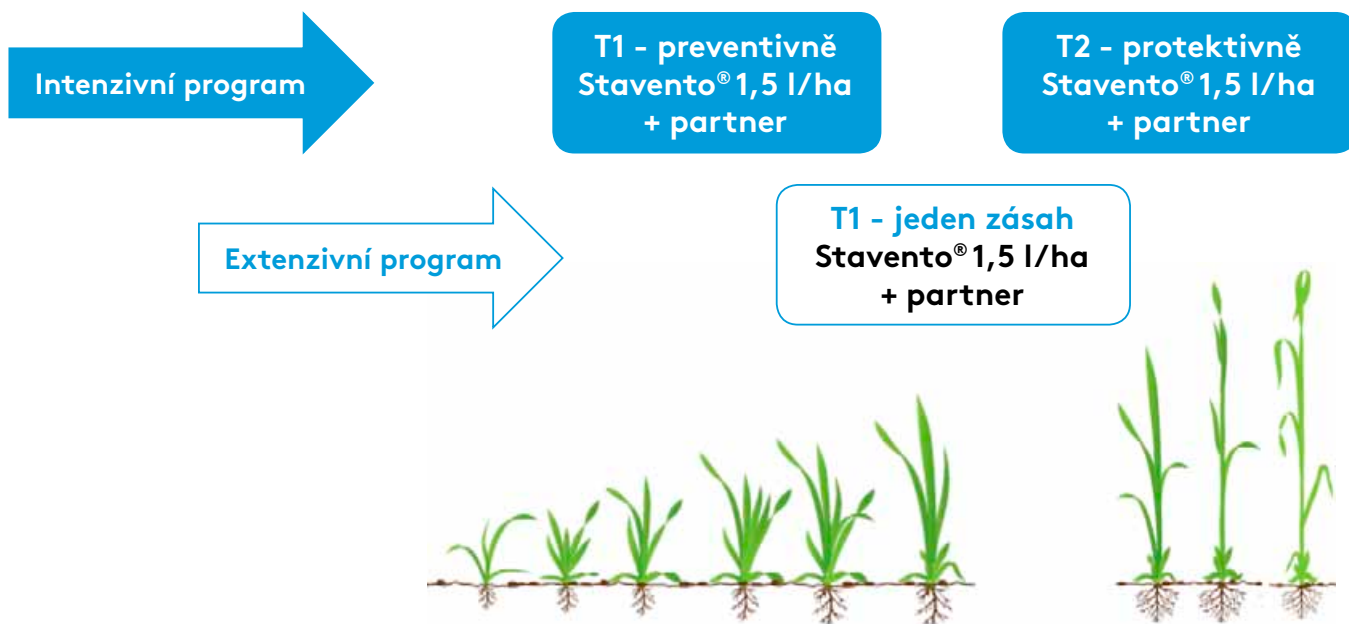 Intenzivní program
T1 - preventivně
Stavento® 1,5 l/ha
+ partner
T2 - protektivně
Stavento® 1,5 l/ha
+ partner
Extenzivní program
T1 - jeden zásah
Stavento® 1,5 l/ha
+ partner